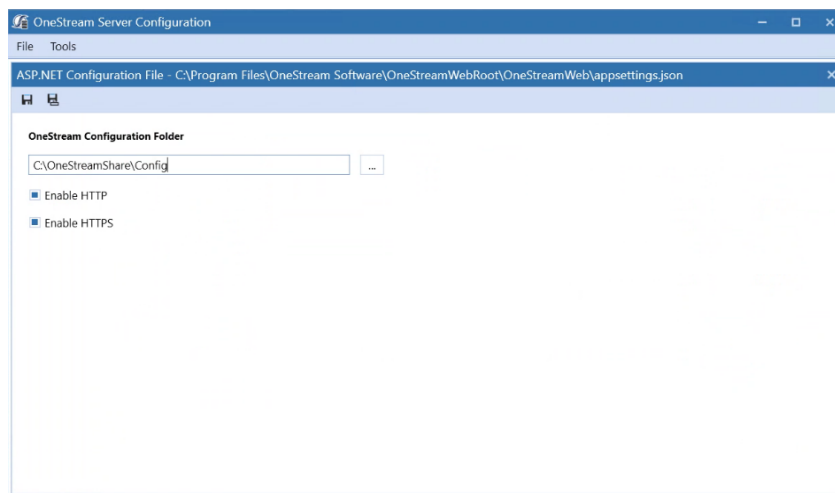 OneStream Server Configuration
File Tools
ASP.NET Configuration File - C:\Program Files\OneStream Software\OneStreamWebRoot\OneStreamWeb\appsettings.json
OneStream Configuration Folder
C:\OneStreamShare\Config
...
Enable HTTP
Enable HTTPS